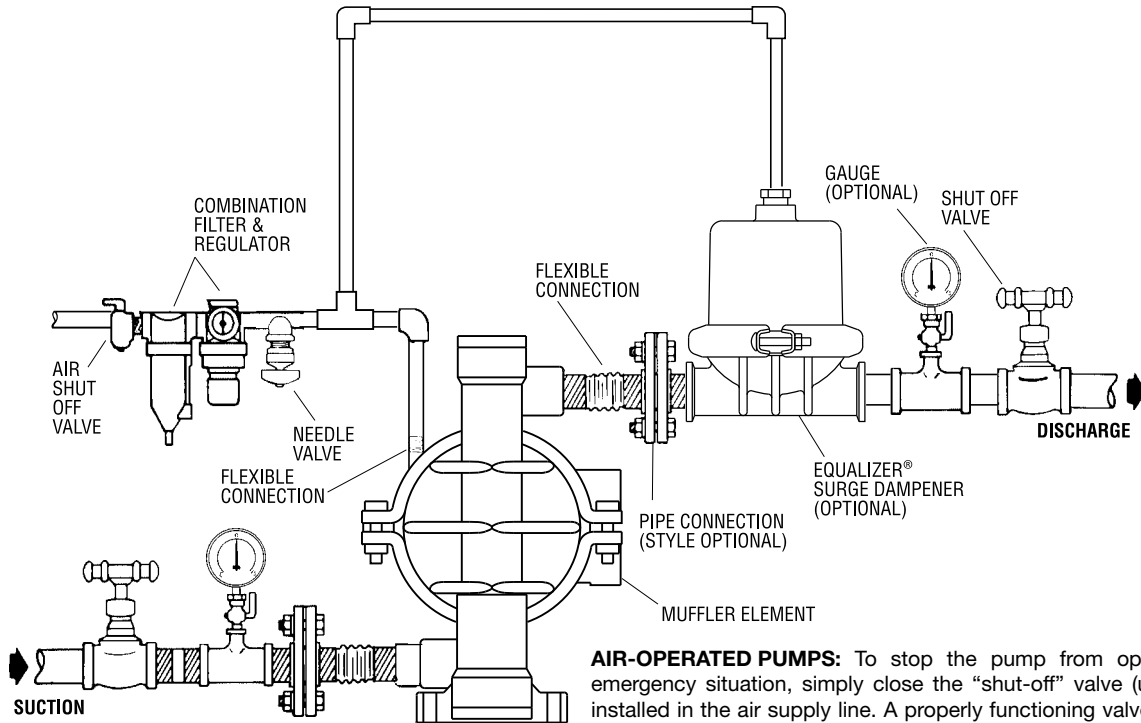 COMBINATION
FILTER &
REGULATOR
GAUGE
(OPTIONAL)
SHUT OFF
VALVE
FLEXIBLE
CONNECTION
AIR
SHUT
OFF
VALVE
NEEDLE
VALVE
FLEXIBLE
CONNECTION
DISCHARGE
EQUALIZER®
SURGE DAMPENER
(OPTIONAL)
PIPE CONNECTION
(STYLE OPTIONAL)
MUFFLER ELEMENT
SUCTION
AIR-OPERATED PUMPS: To stop the pump from
emergency situation, simply close the “shut-off” valve
installed in the air supply line. A properly functioning